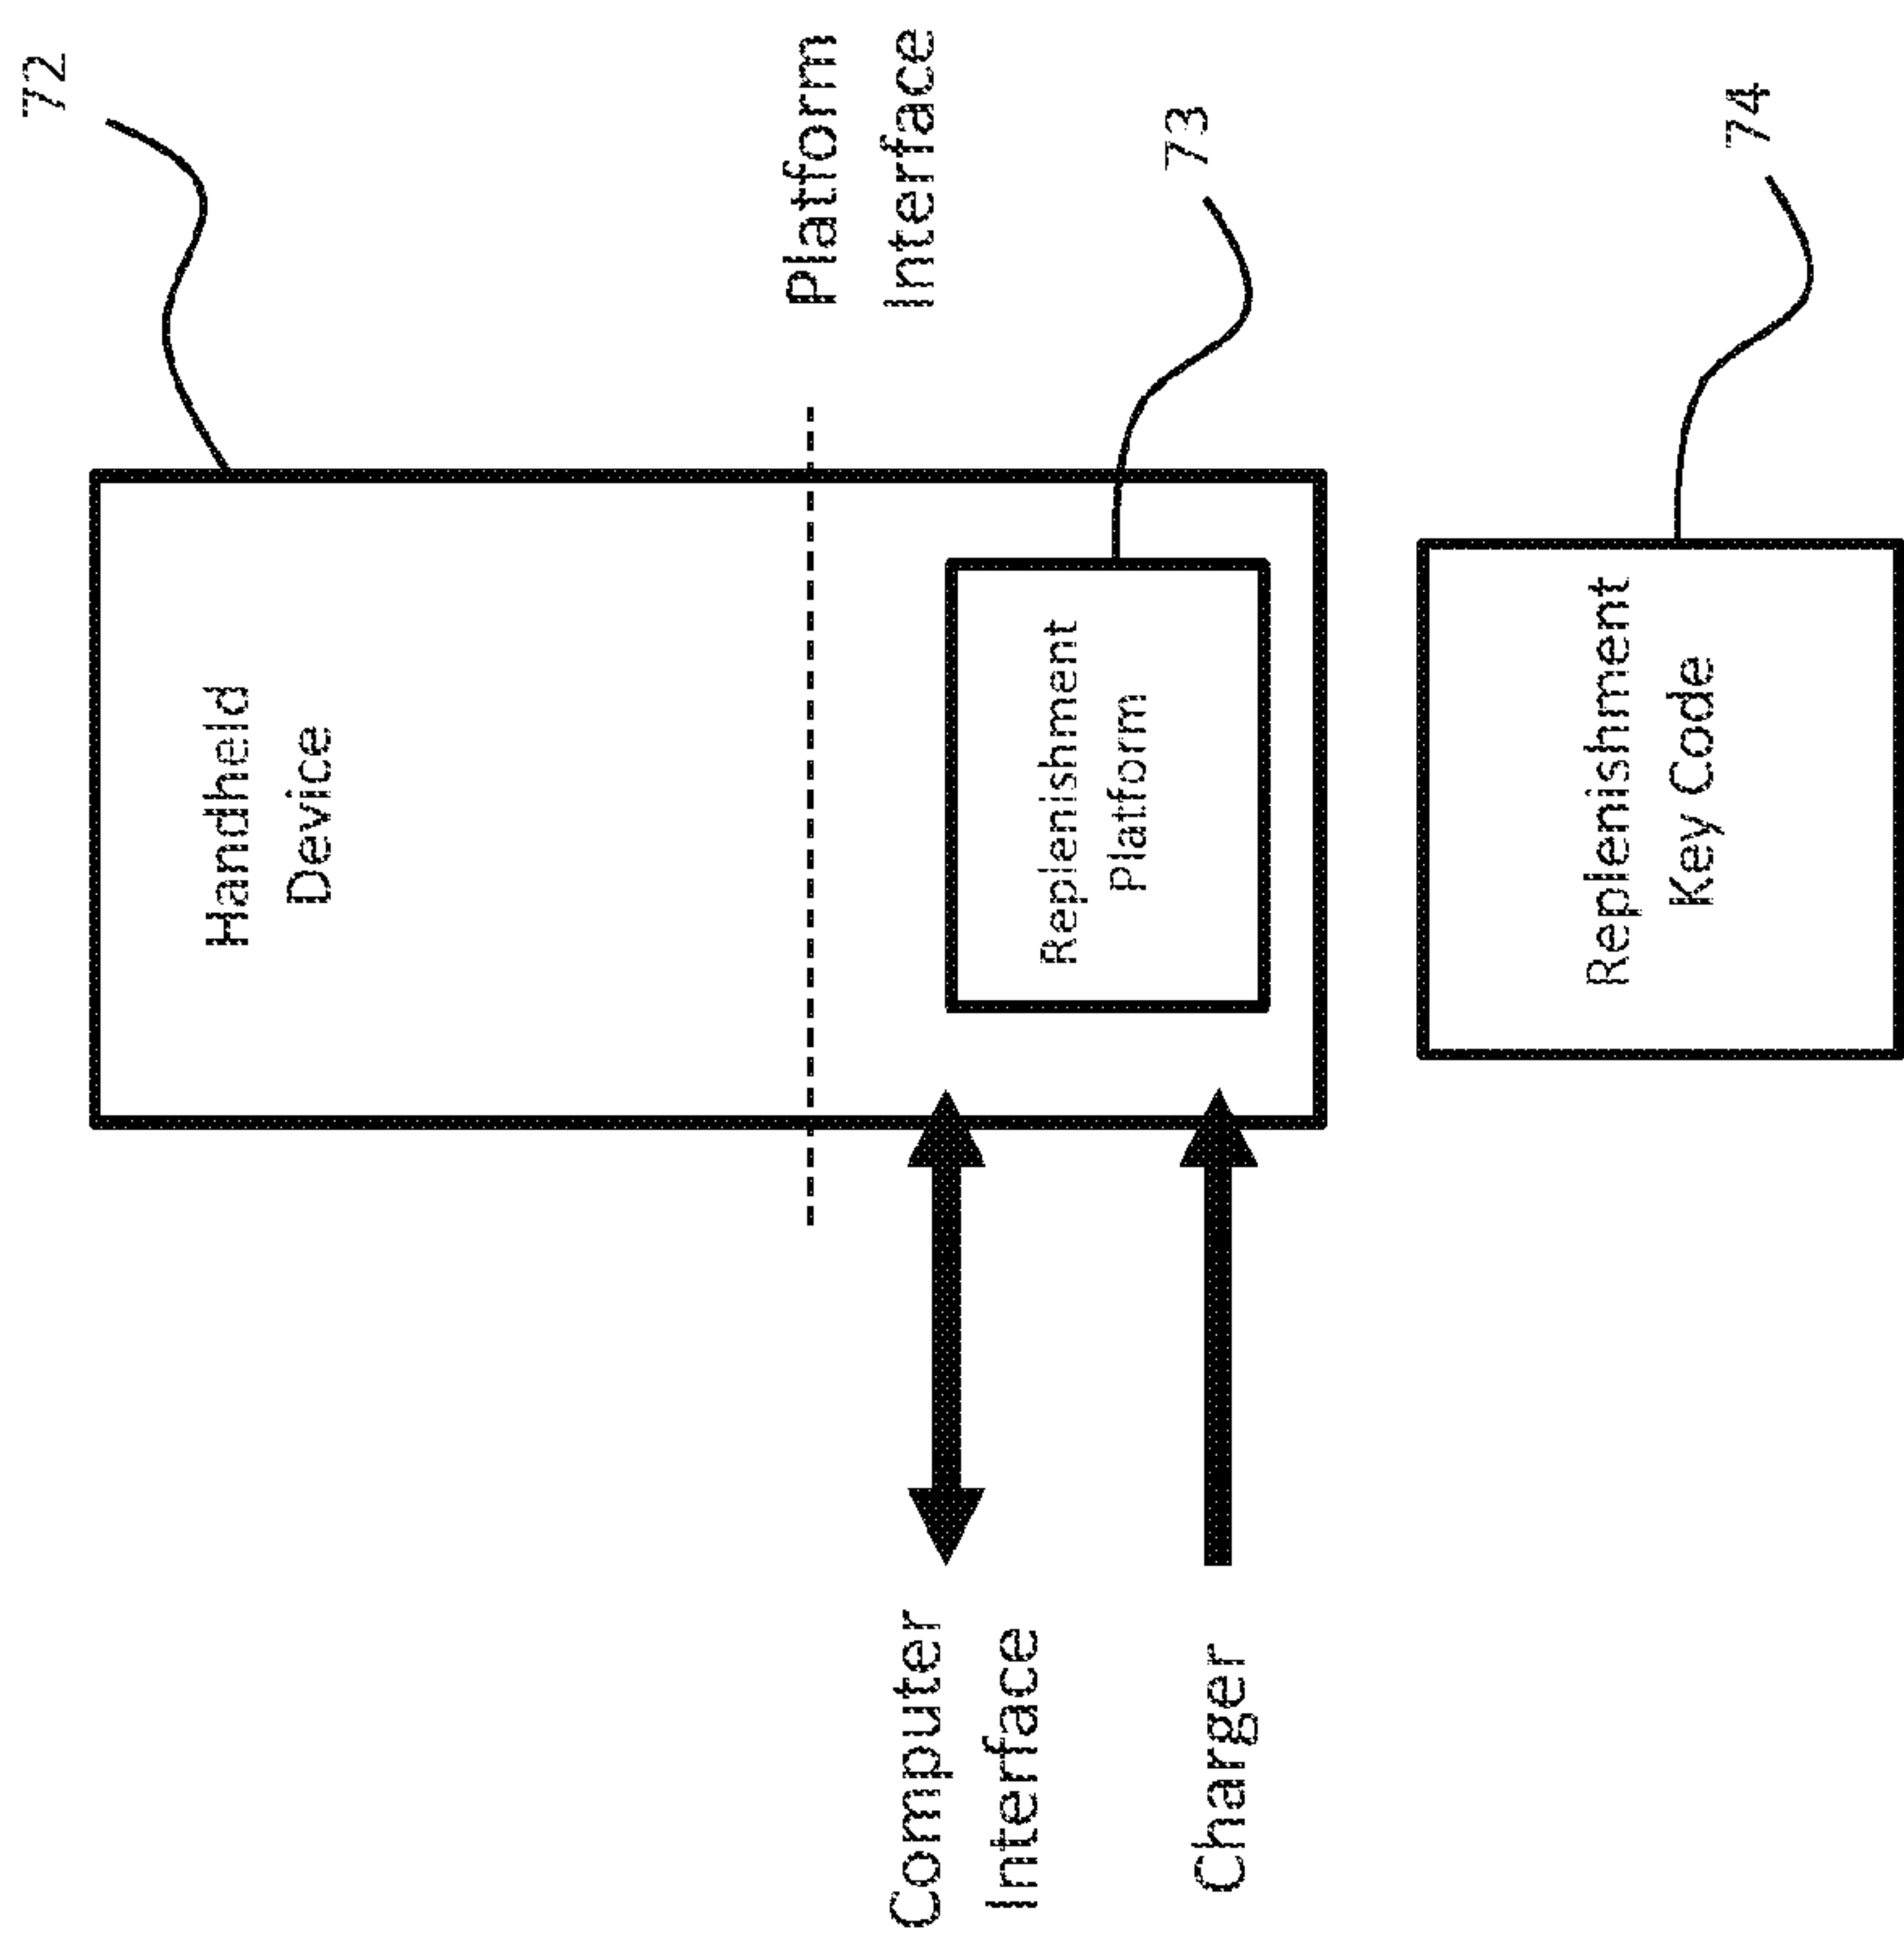 72
Handheld
Device
Platform
Interface
Computer
Interface
73
Replenishment
Platform
Charger
74
Replenishment
Key Code